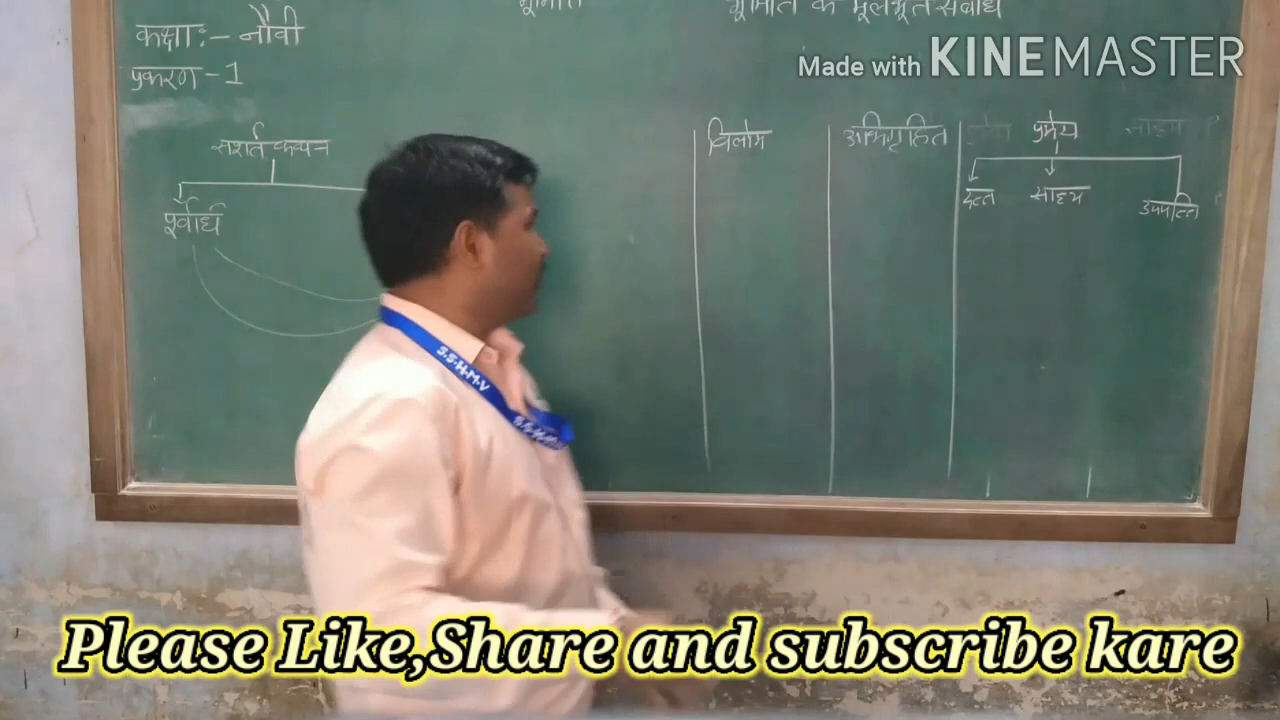 भूमिति भूमिति के मूलभूत संबोध
कक्षा:- नौवी
प्रकरण -1
Made with KINEMASTER
सशर्त कथन
पूर्वार्ध
विलोम
अभिगृहित
प्रमेय
दत्त साध्य उपपत्ति
S.S.H.M.V
Please Like,Share and subscribe kare